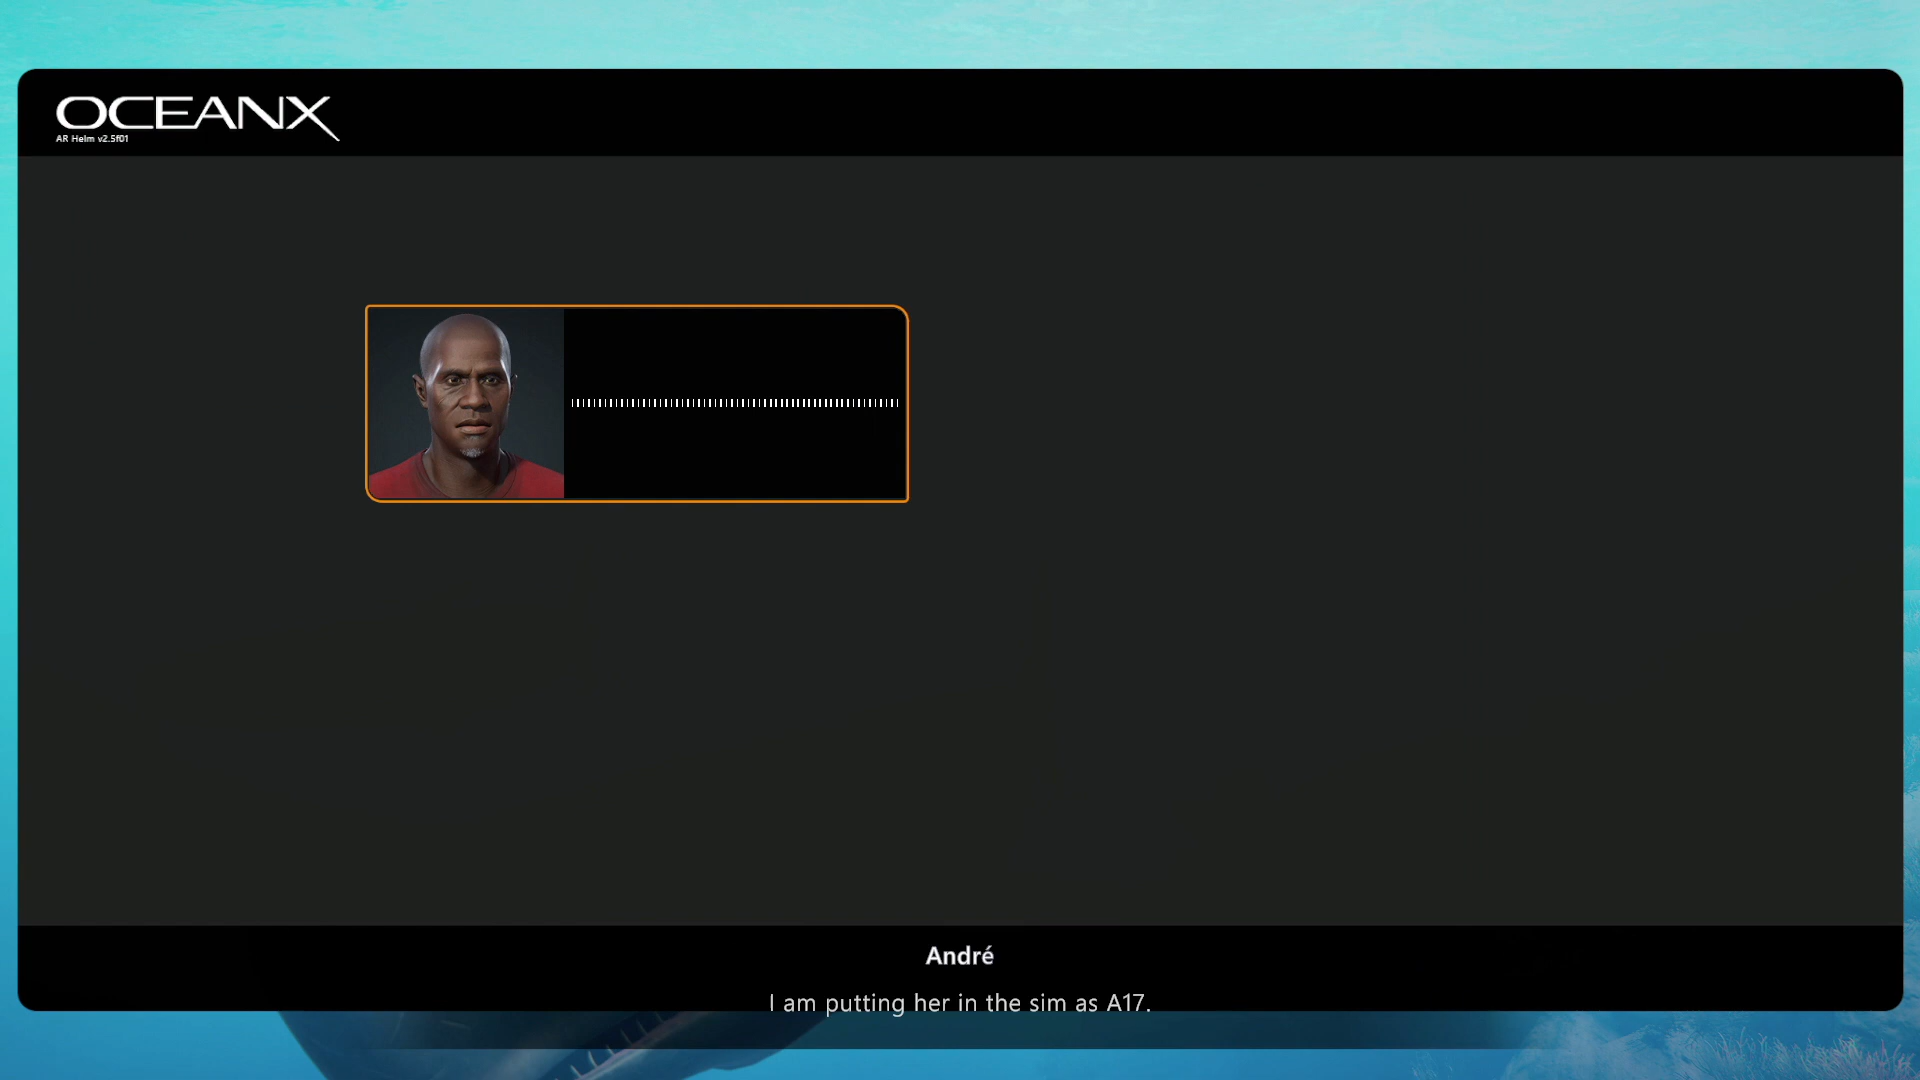 OCEANX
AR Helm v2.5f01
André
I am putting her in the sim as A17.